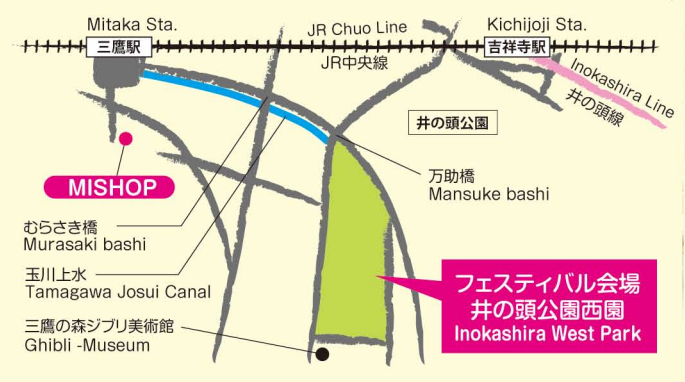 Mitaka Sta.
三鷹駅
JR Chuo Line
JR中央線
Kichijoji Sta.
吉祥寺駅
Inokashira Line
井の頭線
井の頭公園
MISHOP
万助橋
Mansuke bashi
むらさき橋
Murasaki bashi
玉川上水
Tamagawa Josui Canal
三鷹の森ジブリ美術館
Ghibli -Museum
フェスティバル会場
井の頭公園西園
Inokashira West Park